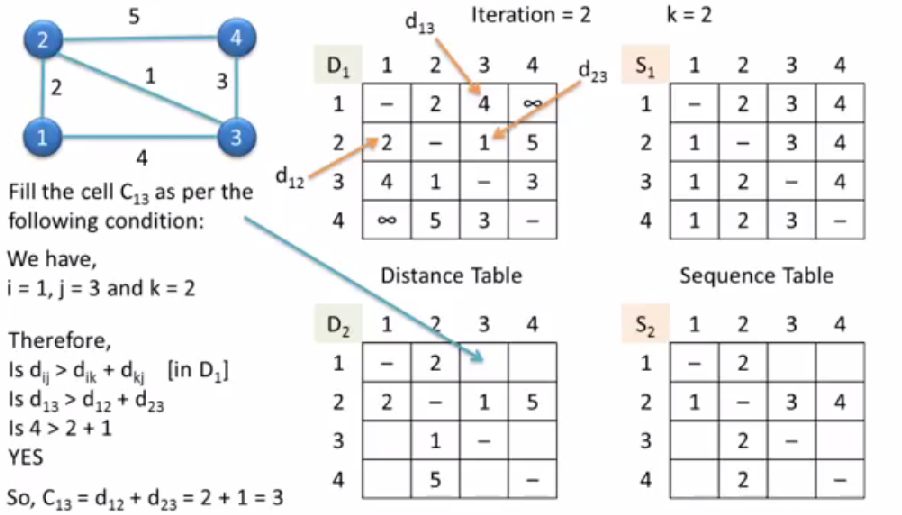 Iteration = 2 k = 2
5
2 4
2 1 3
1 3
4
d13
d23
d12
D1 1 2 3 4
1 – 2 4 ∞
2 2 – 1 5
3 4 1 – 3
4 ∞ 5 3 –
Distance Table
S1 1 2 3 4
1 – 2 3 4
2 1 – 3 4
3 1 2 – 4
4 1 2 3 –
Sequence Table
Fill the cell C13 as per the
following condition:
We have,
i = 1, j = 3 and k = 2
Therefore,
Is dij > dik + dkj [in D1]
Is d13 > d12 + d23
Is 4 > 2 + 1
YES
So, C13 = d12 + d23 = 2 + 1 = 3
D2 1 2 3 4
1 – 2
2 2 – 1 5
3 1 –
4 5 –
S2 1 2 3 4
1 – 2
2 1 – 3 4
3 2 –
4 2 –